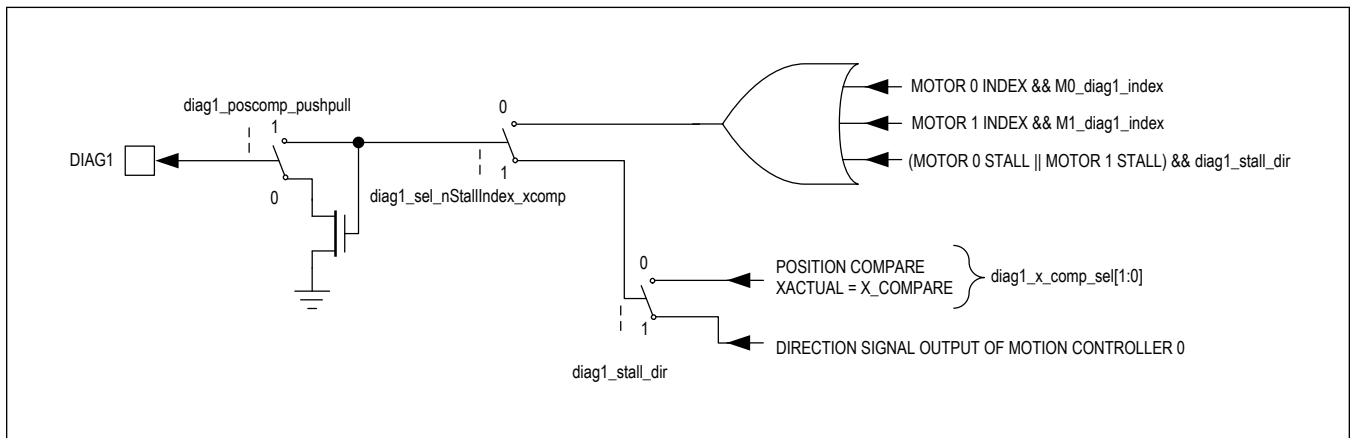 diag1_poscomp_pushpull
1
DIAG1
0
diag1_sel_nStallIndex_xcomp
0
1
MOTOR 0 INDEX && M0_diag1_index
MOTOR 1 INDEX && M1_diag1_index
(MOTOR 0 STALL || MOTOR 1 STALL) && diag1_stall_dir
0
POSITION COMPARE
XACTUAL = X_COMPARE
diag1_x_comp_sel[1:0]
1
DIRECTION SIGNAL OUTPUT OF MOTION CONTROLLER 0
diag1_stall_dir